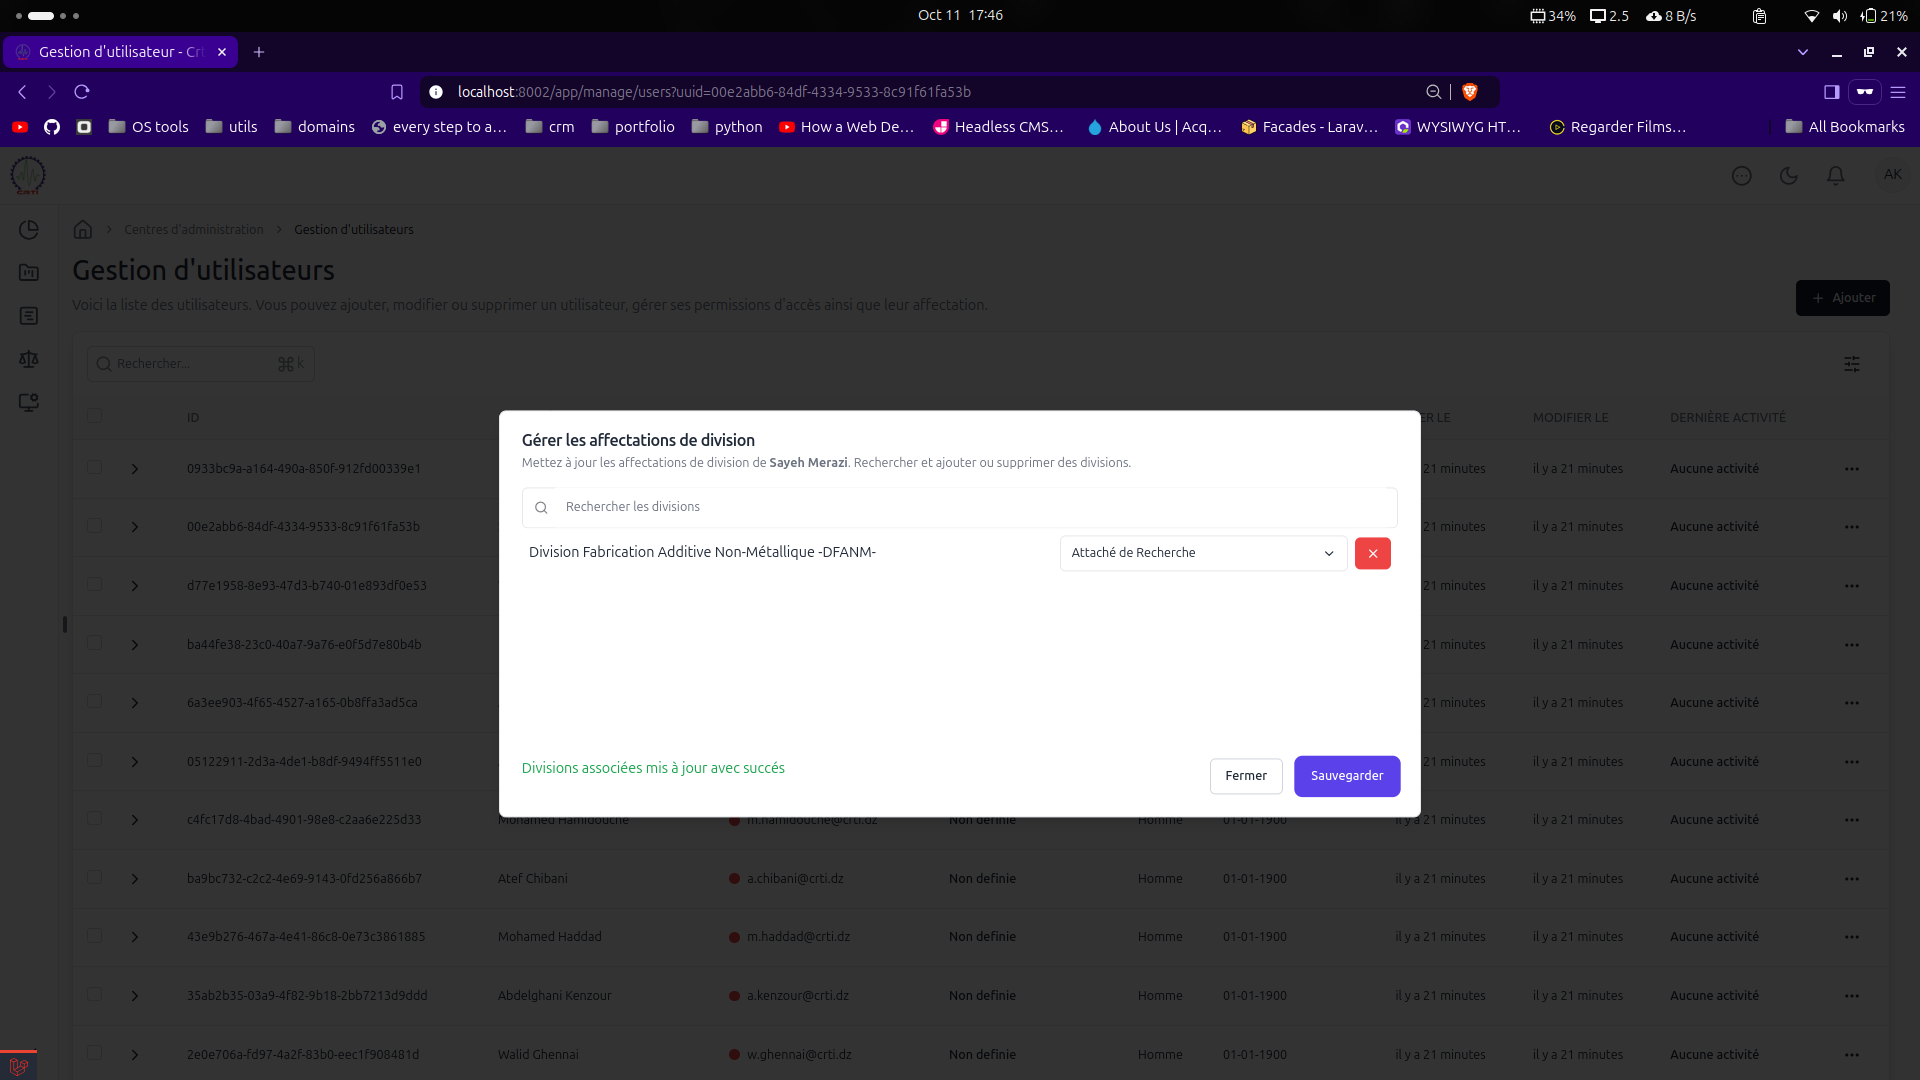 Oct 11 17:46
34% 2.5 8 B/s 21%
Gestion d'utilisateur - Cr
localhost:8002/app/manage/users?uuid=00e2abb6-84df-4334-9533-8c91f61fa53b
OS tools utils domains every step to a... crm portfolio python How a Web De... Headless CMS... About Us | Acq... Facades - Larav... WYSIWYG HT... Regarder Films... All Bookmarks
CRTI AK
Centres d'administration Gestion d'utilisateurs
Gestion d'utilisateurs
Voici la liste des utilisateurs. Vous pouvez ajouter, modifier ou supprimer un utilisateur, gérer ses permissions d'accès ainsi que leur affectation.
+ Ajouter
Rechercher... ⌘ k
ID ER LE MODIFIER LE DERNIÈRE ACTIVITÉ
Gérer les affectations de division
Mettez à jour les affectations de division de Sayeh Merazi. Rechercher et ajouter ou supprimer des divisions.
Rechercher les divisions
Division Fabrication Additive Non-Métallique -DFANM- Attaché de Recherche
Divisions associées mis à jour avec succés
Fermer Sauvegarder
0933bc9a-a164-490a-850f-912fd00339e1 21 minutes il y a 21 minutes Aucune activité
00e2abb6-84df-4334-9533-8c91f61fa53b 21 minutes il y a 21 minutes Aucune activité
d77e1958-8e93-47d3-b740-01e893df0e53 21 minutes il y a 21 minutes Aucune activité
ba44fe38-23c0-40a7-9a76-e0f5d7e80b4b 21 minutes il y a 21 minutes Aucune activité
6a3ee903-4f65-4527-a165-0b8ffa3ad5ca 21 minutes il y a 21 minutes Aucune activité
05122911-2d3a-4de1-b8df-9494ff5511e0 21 minutes il y a 21 minutes Aucune activité
c4fc17d8-4bad-4901-98e8-c2aa6e225d33 Mohamed Hamidouche m.hamidouche@crti.dz Non definie Homme 01-01-1900 il y a 21 minutes il y a 21 minutes Aucune activité
ba9bc732-c2c2-4e69-9143-0fd256a866b7 Atef Chibani a.chibani@crti.dz Non definie Homme 01-01-1900 il y a 21 minutes il y a 21 minutes Aucune activité
43e9b276-467a-4e41-86c8-0e73c3861885 Mohamed Haddad m.haddad@crti.dz Non definie Homme 01-01-1900 il y a 21 minutes il y a 21 minutes Aucune activité
35ab2b35-03a9-4f82-9b18-2bb7213d9ddd Abdelghani Kenzour a.kenzour@crti.dz Non definie Homme 01-01-1900 il y a 21 minutes il y a 21 minutes Aucune activité
2e0e706a-fd97-4a2f-83b0-eec1f908481d Walid Ghennai w.ghennai@crti.dz Non definie Homme 01-01-1900 il y a 21 minutes il y a 21 minutes Aucune activité